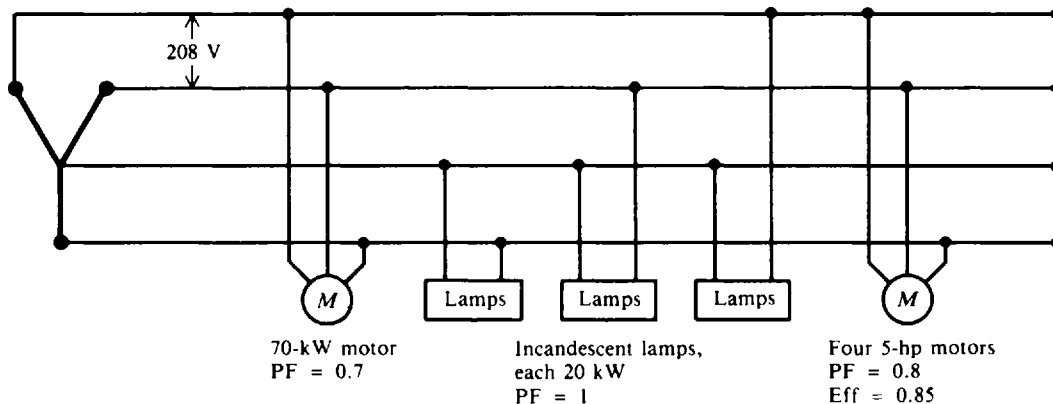 208 V
M
Lamps
Lamps
Lamps
M
70-kW motor
PF = 0.7
Incandescent lamps,
each 20 kW
PF = 1
Four 5-hp motors
PF = 0.8
Eff = 0.85